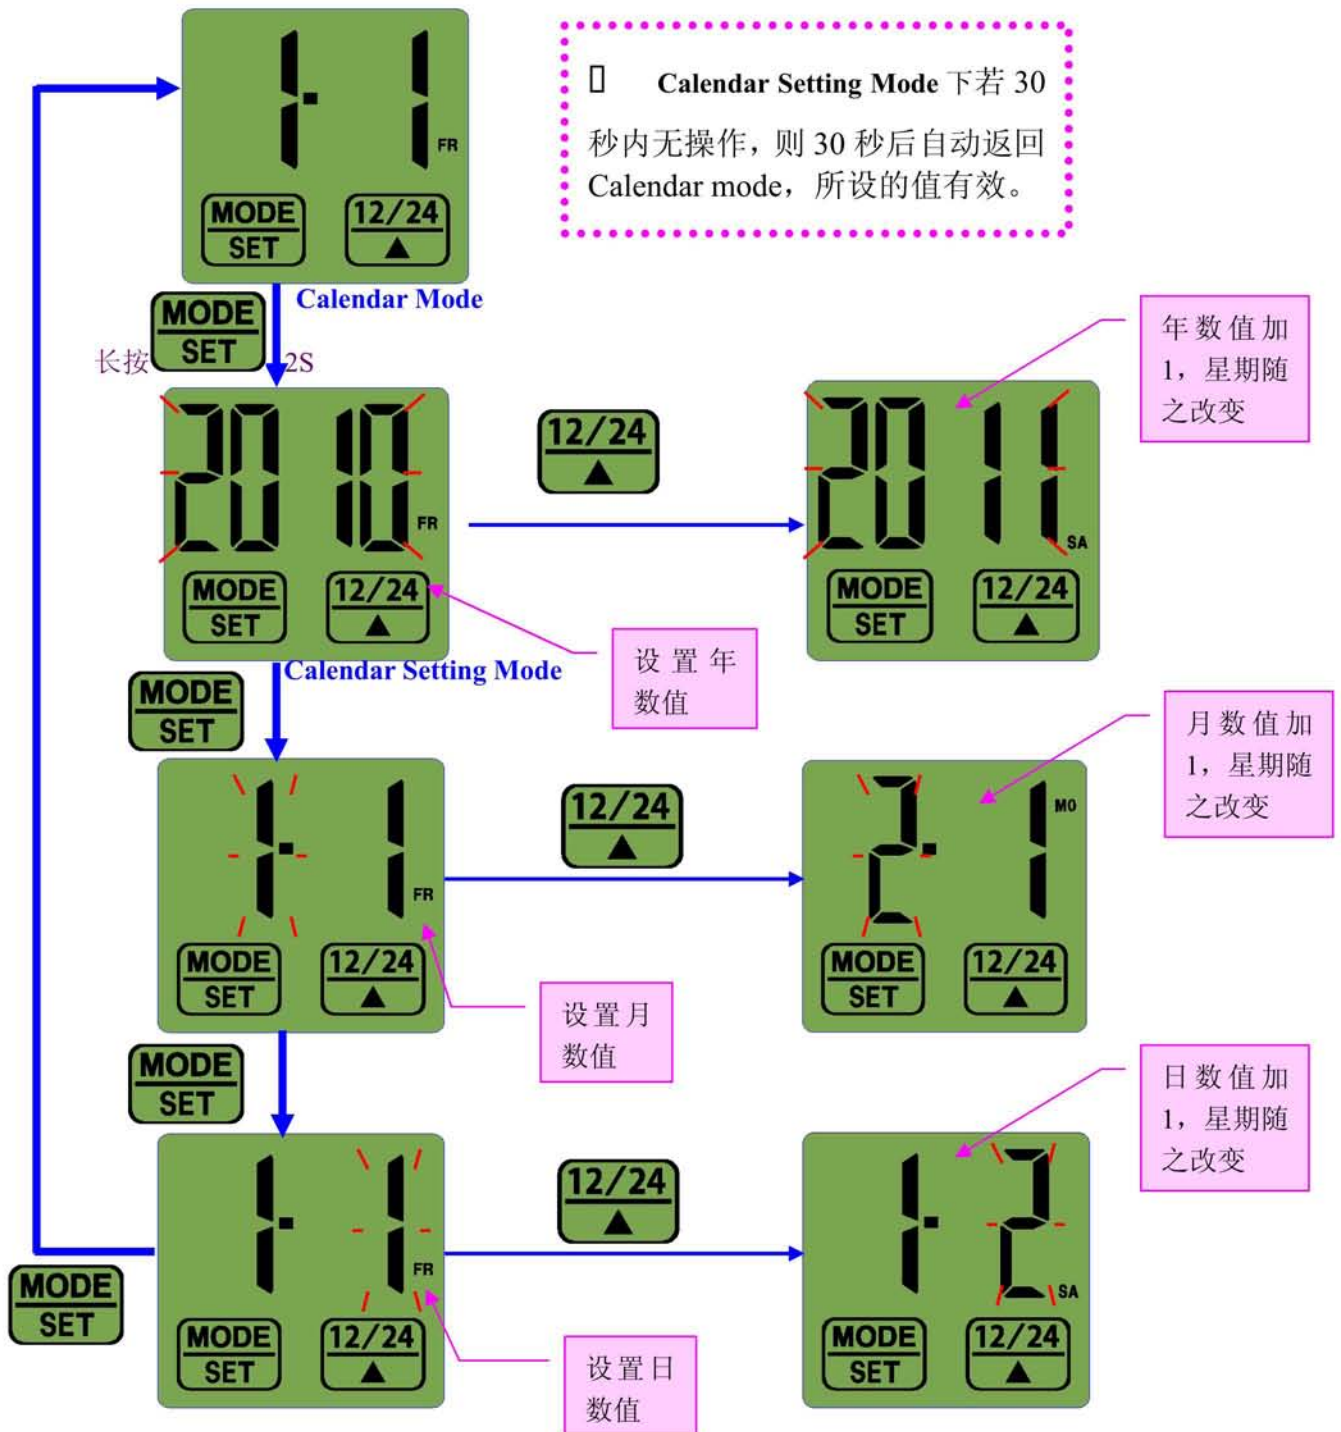 1. 1
FR
MODE
SET
12/24
Calendar Setting Mode 下若 30
秒内无操作，则 30 秒后自动返回
Calendar mode，所设的值有效。
Calendar Mode
MODE
SET
长按
2S
年数值加
1，星期随
之改变
20 10
FR
MODE
SET
12/24
12/24
20 11
SA
MODE
SET
12/24
设置年
数值
Calendar Setting Mode
MODE
SET
月数值加
1，星期随
之改变
1. 1
FR
MODE
SET
12/24
12/24
2. 1
MO
MODE
SET
12/24
设置月
数值
MODE
SET
日数值加
1，星期随
之改变
1. 1
FR
MODE
SET
12/24
12/24
1. 2
SA
MODE
SET
12/24
MODE
SET
设置日
数值